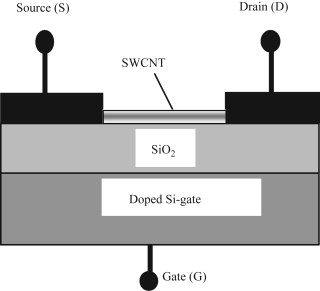 Source (S)
Drain (D)
SWCNT
SiO₂
Doped Si-gate
Gate (G)